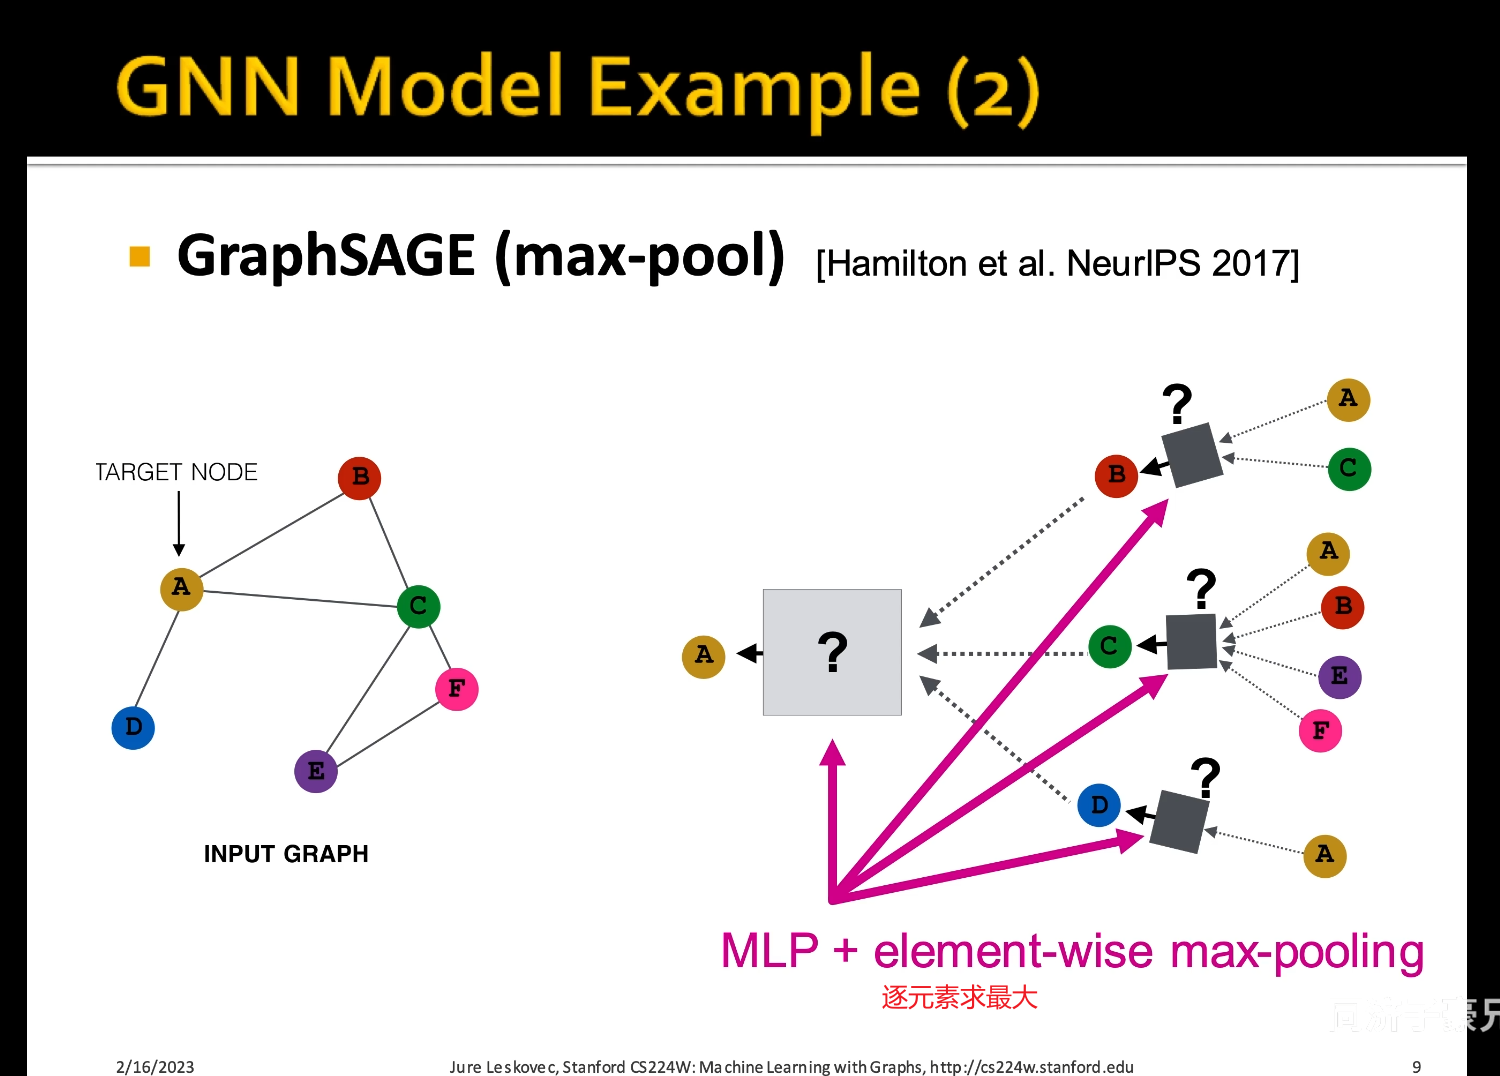 GNN Model Example (2)
GraphSAGE (max-pool) [Hamilton et al. NeurIPS 2017]
TARGET NODE
B
A
C
F
D
E
INPUT GRAPH
?
A
B
C
?
A
A
?
C
B
E
F
?
D
A
MLP + element-wise max-pooling
逐元素求最大
2/16/2023
Jure Leskovec, Stanford CS224W: Machine Learning with Graphs, http://cs224w.stanford.edu
9